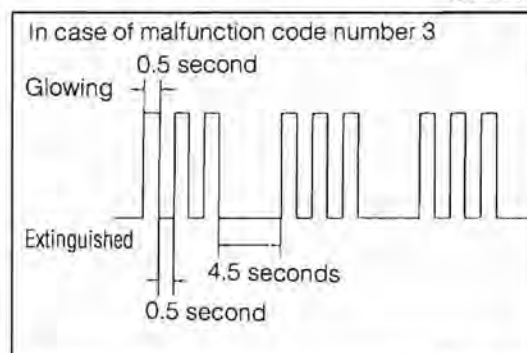 In case of malfunction code number 3
0.5 second
Glowing
Extinguished
4.5 seconds
0.5 second